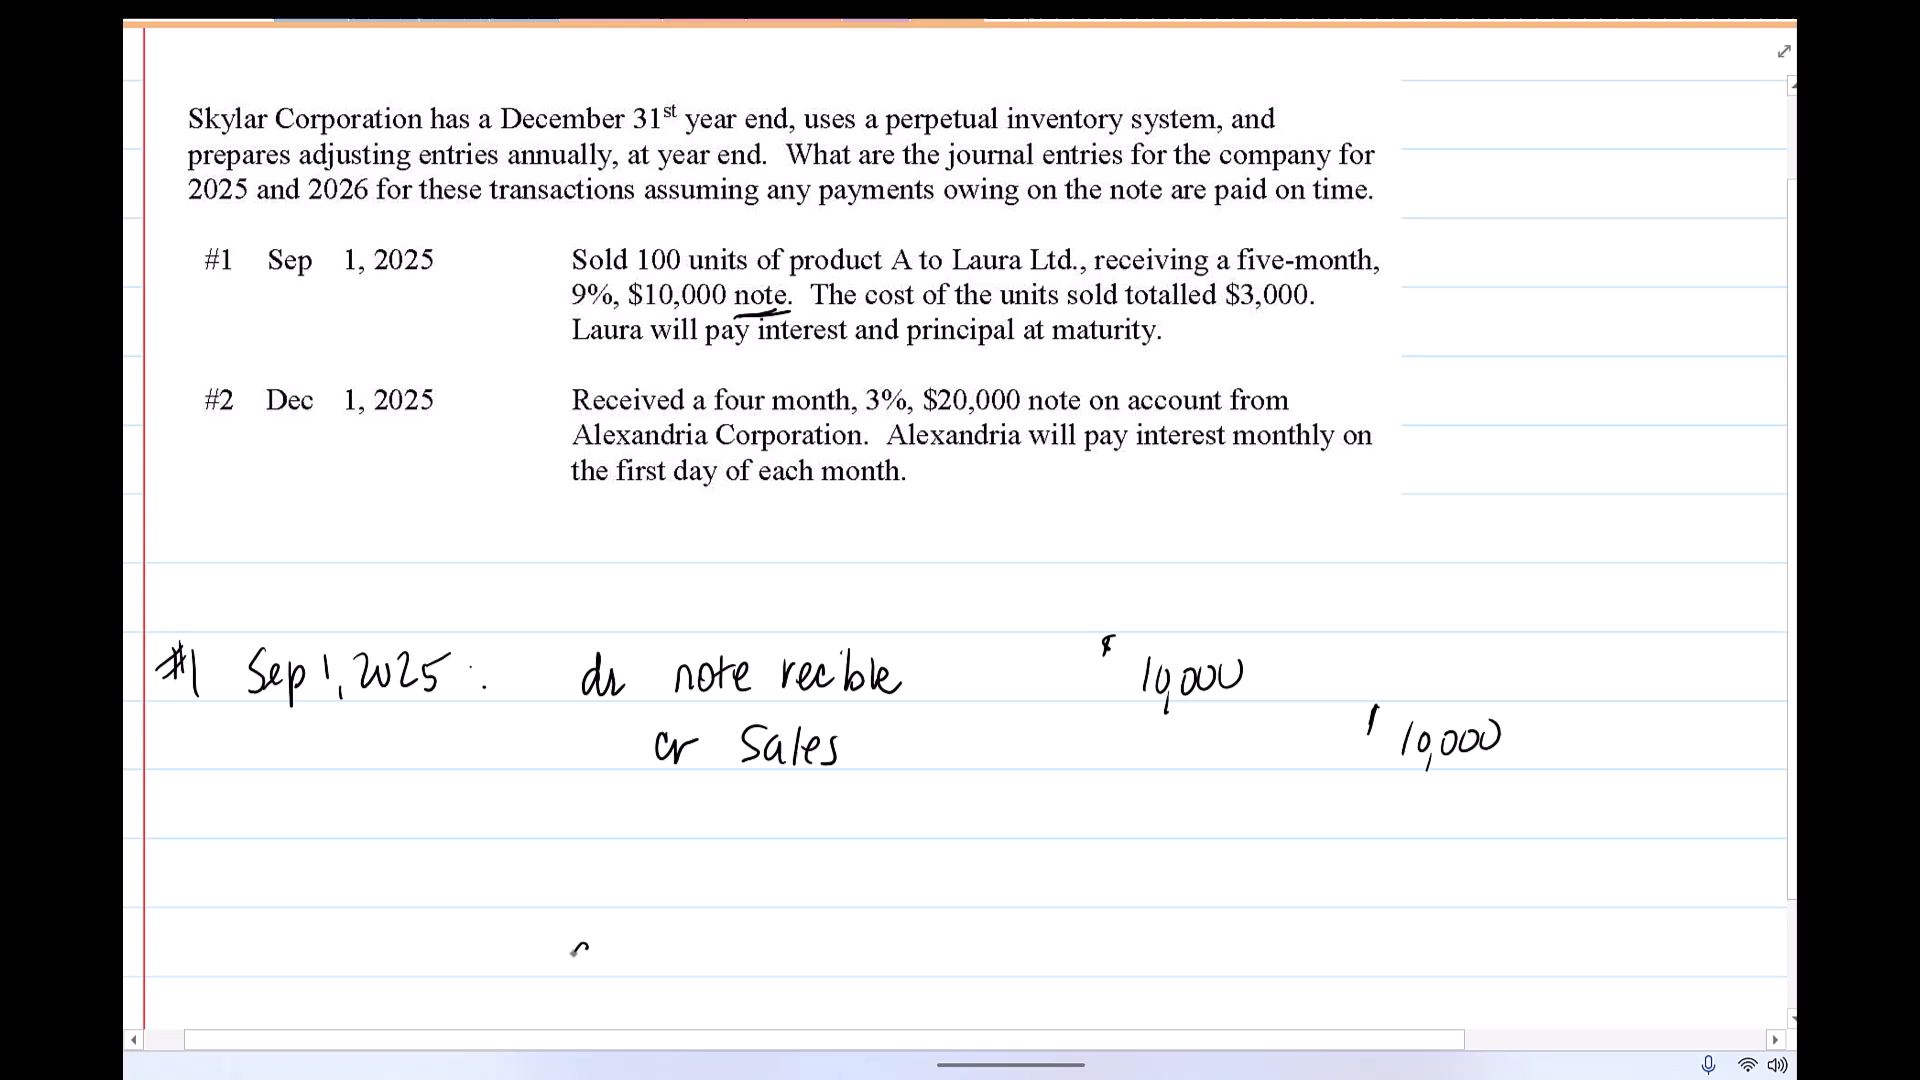 Skylar Corporation has a December 31st year end, uses a perpetual inventory system, and
prepares adjusting entries annually, at year end. What are the journal entries for the company for
2025 and 2026 for these transactions assuming any payments owing on the note are paid on time.
#1 Sep 1, 2025 Sold 100 units of product A to Laura Ltd., receiving a five-month,
9%, $10,000 note. The cost of the units sold totalled $3,000.
Laura will pay interest and principal at maturity.
#2 Dec 1, 2025 Received a four month, 3%, $20,000 note on account from
Alexandria Corporation. Alexandria will pay interest monthly on
the first day of each month.
#1 Sep 1, 2025: dr note recible $ 10,000
cr Sales 10,000